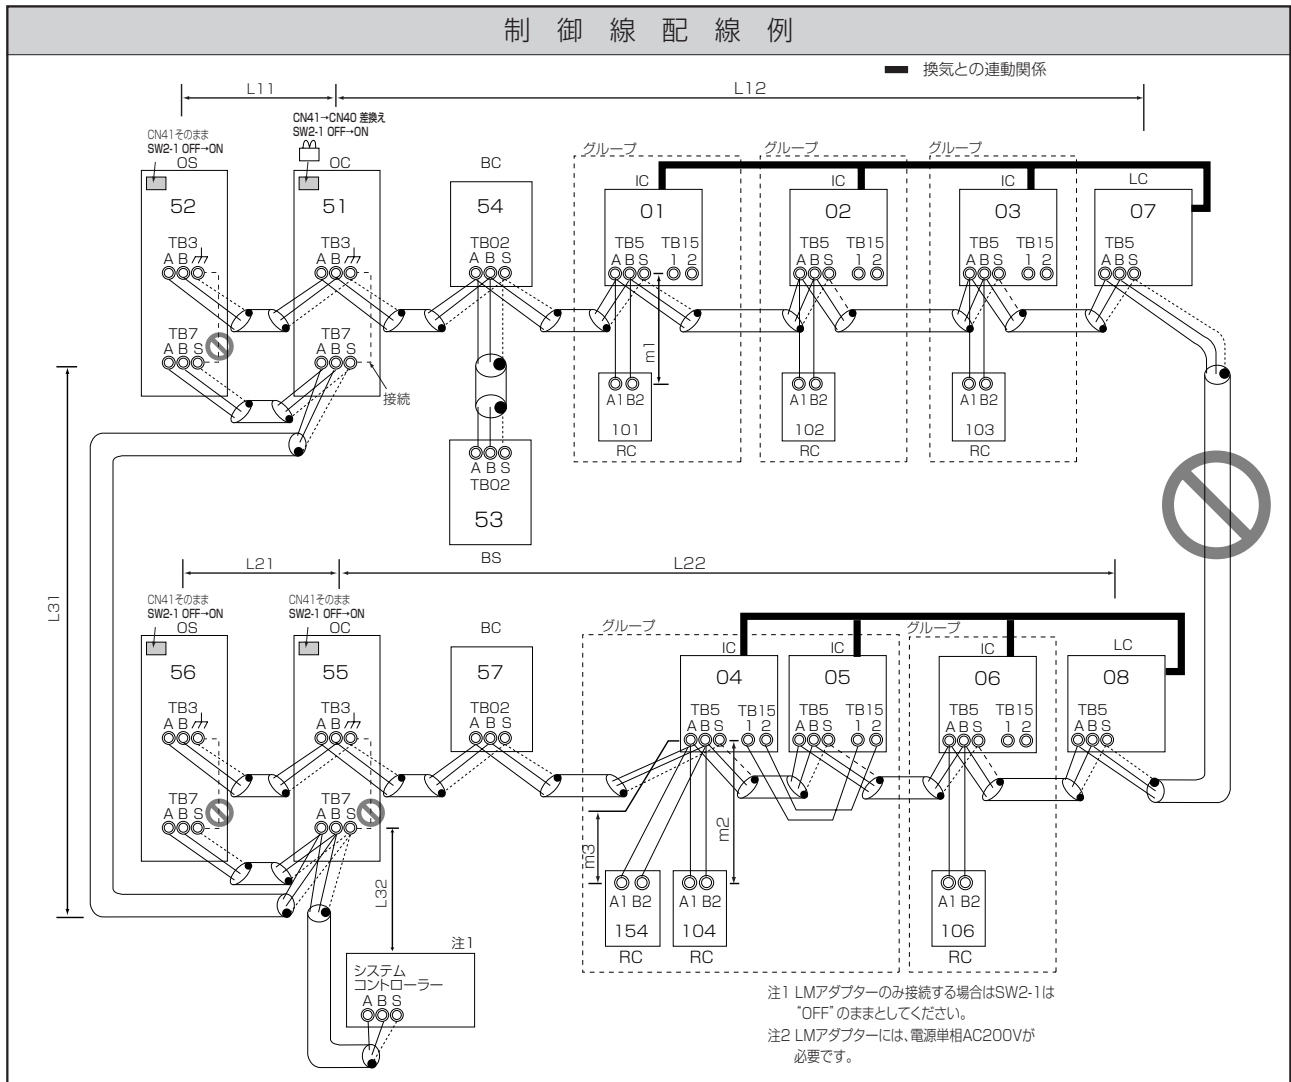 制御線配線例
換気との連動関係
L11
L12
CN41そのまま
SW2-1 OFF→ON
CN41→CN40 差換え
SW2-1 OFF→ON
OS
OC
BC
グループ
グループ
グループ
IC
IC
IC
LC
52
51
54
01
02
03
07
TB3
TB3
TB02
TB5 TB15
TB5 TB15
TB5 TB15
TB5
A B
A B
A B S
A B S 1 2
A B S 1 2
A B S 1 2
A B S
TB7
TB7
A B S
A B S
接続
m1
A1 B2
A1 B2
A1 B2
101
102
103
RC
RC
RC
A B S
TB02
53
BS
L31
L21
L22
CN41そのまま
SW2-1 OFF→ON
CN41そのまま
SW2-1 OFF→ON
OS
OC
BC
グループ
グループ
IC
IC
IC
LC
56
55
57
04
05
06
08
TB3
TB3
TB02
TB5 TB15
TB5 TB15
TB5 TB15
TB5
A B
A B
A B S
A B S 1 2
A B S 1 2
A B S 1 2
A B S
TB7
TB7
A B S
A B S
L32
m3
m2
A1 B2
A1 B2
A1 B2
154
104
106
RC
RC
RC
注1
システム
コントローラー
A B S
注1 LMアダプターのみ接続する場合はSW2-1は
“OFF”のままとしてください。
注2 LMアダプターには、電源単相AC200Vが
必要です。